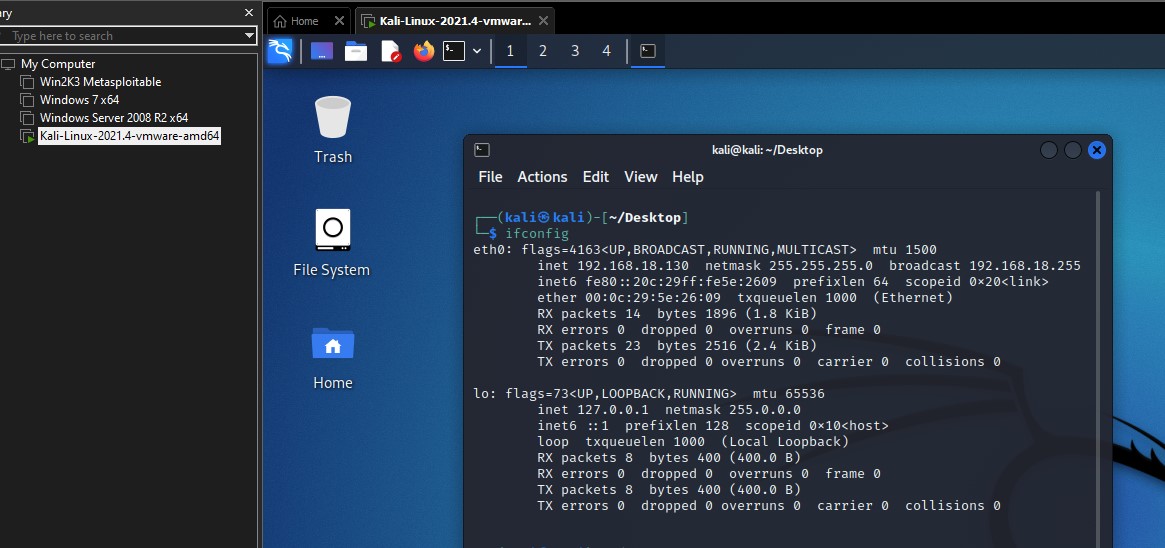 ry
Type here to search
My Computer
Win2K3 Metasploitable
Windows 7 x64
Windows Server 2008 R2 x64
Kali-Linux-2021.4-vmware-amd64
Home
Kali-Linux-2021.4-vmwar...
1 2 3 4
Trash
File System
Home
kali@kali: ~/Desktop
File Actions Edit View Help
┌──(kali㉿kali)-[~/Desktop]
└─$ ifconfig
eth0: flags=4163<UP,BROADCAST,RUNNING,MULTICAST>  mtu 1500
inet 192.168.18.130  netmask 255.255.255.0  broadcast 192.168.18.255
inet6 fe80::20c:29ff:fe5e:2609  prefixlen 64  scopeid 0×20<link>
ether 00:0c:29:5e:26:09  txqueuelen 1000  (Ethernet)
RX packets 14  bytes 1896 (1.8 KiB)
RX errors 0  dropped 0  overruns 0  frame 0
TX packets 23  bytes 2516 (2.4 KiB)
TX errors 0  dropped 0 overruns 0  carrier 0  collisions 0
lo: flags=73<UP,LOOPBACK,RUNNING>  mtu 65536
inet 127.0.0.1  netmask 255.0.0.0
inet6 ::1  prefixlen 128  scopeid 0×10<host>
loop  txqueuelen 1000  (Local Loopback)
RX packets 8  bytes 400 (400.0 B)
RX errors 0  dropped 0  overruns 0  frame 0
TX packets 8  bytes 400 (400.0 B)
TX errors 0  dropped 0 overruns 0  carrier 0  collisions 0